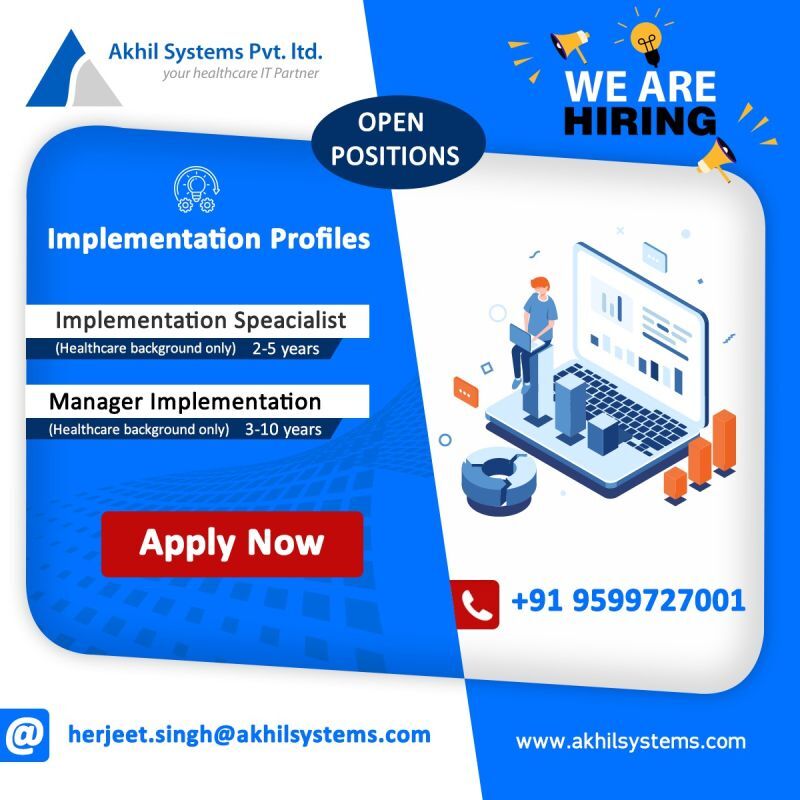 Akhil Systems Pvt. ltd.
your healthcare IT Partner
WE ARE
HIRING
OPEN
POSITIONS
Implementation Profiles
Implementation Speacialist
(Healthcare background only) 2-5 years
Manager Implementation
(Healthcare background only) 3-10 years
Apply Now
+91 9599727001
@ herjeet.singh@akhilsystems.com
www.akhilsystems.com